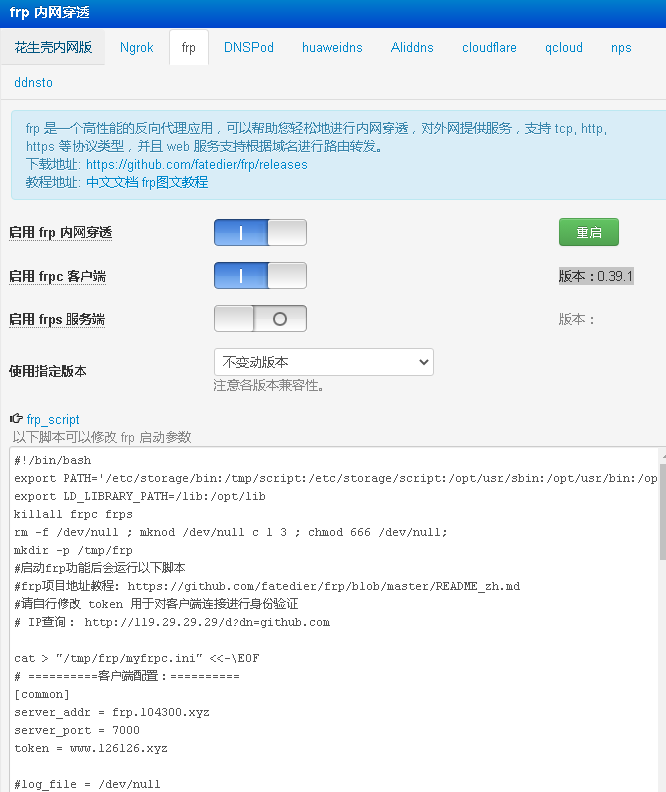 frp 内网穿透
花生壳内网版 Ngrok frp DNSPod huaweidns Aliddns cloudflare qcloud nps
ddnsto
frp 是一个高性能的反向代理应用，可以帮助您轻松地进行内网穿透，对外网提供服务，支持 tcp, http,
https 等协议类型，并且 web 服务支持根据域名进行路由转发。
下载地址: https://github.com/fatedier/frp/releases
教程地址: 中文文档 frp图文教程
启用 frp 内网穿透 重启
启用 frpc 客户端 版本：0.39.1
启用 frps 服务端 版本：
使用指定版本 不变动版本
注意各版本兼容性。
frp_script
以下脚本可以修改 frp 启动参数
#!/bin/bash
export PATH='/etc/storage/bin:/tmp/script:/etc/storage/script:/opt/usr/sbin:/opt/usr/bin:/op
export LD_LIBRARY_PATH=/lib:/opt/lib
killall frpc frps
rm -f /dev/null ; mknod /dev/null c 1 3 ; chmod 666 /dev/null;
mkdir -p /tmp/frp
#启动frp功能后会运行以下脚本
#frp项目地址教程: https://github.com/fatedier/frp/blob/master/README_zh.md
#请自行修改 token 用于对客户端连接进行身份验证
# IP查询： http://119.29.29.29/d?dn=github.com
cat > "/tmp/frp/myfrpc.ini" <<-\EOF
# ==========客户端配置：==========
[common]
server_addr = frp.104300.xyz
server_port = 7000
token = www.126126.xyz
#log_file = /dev/null